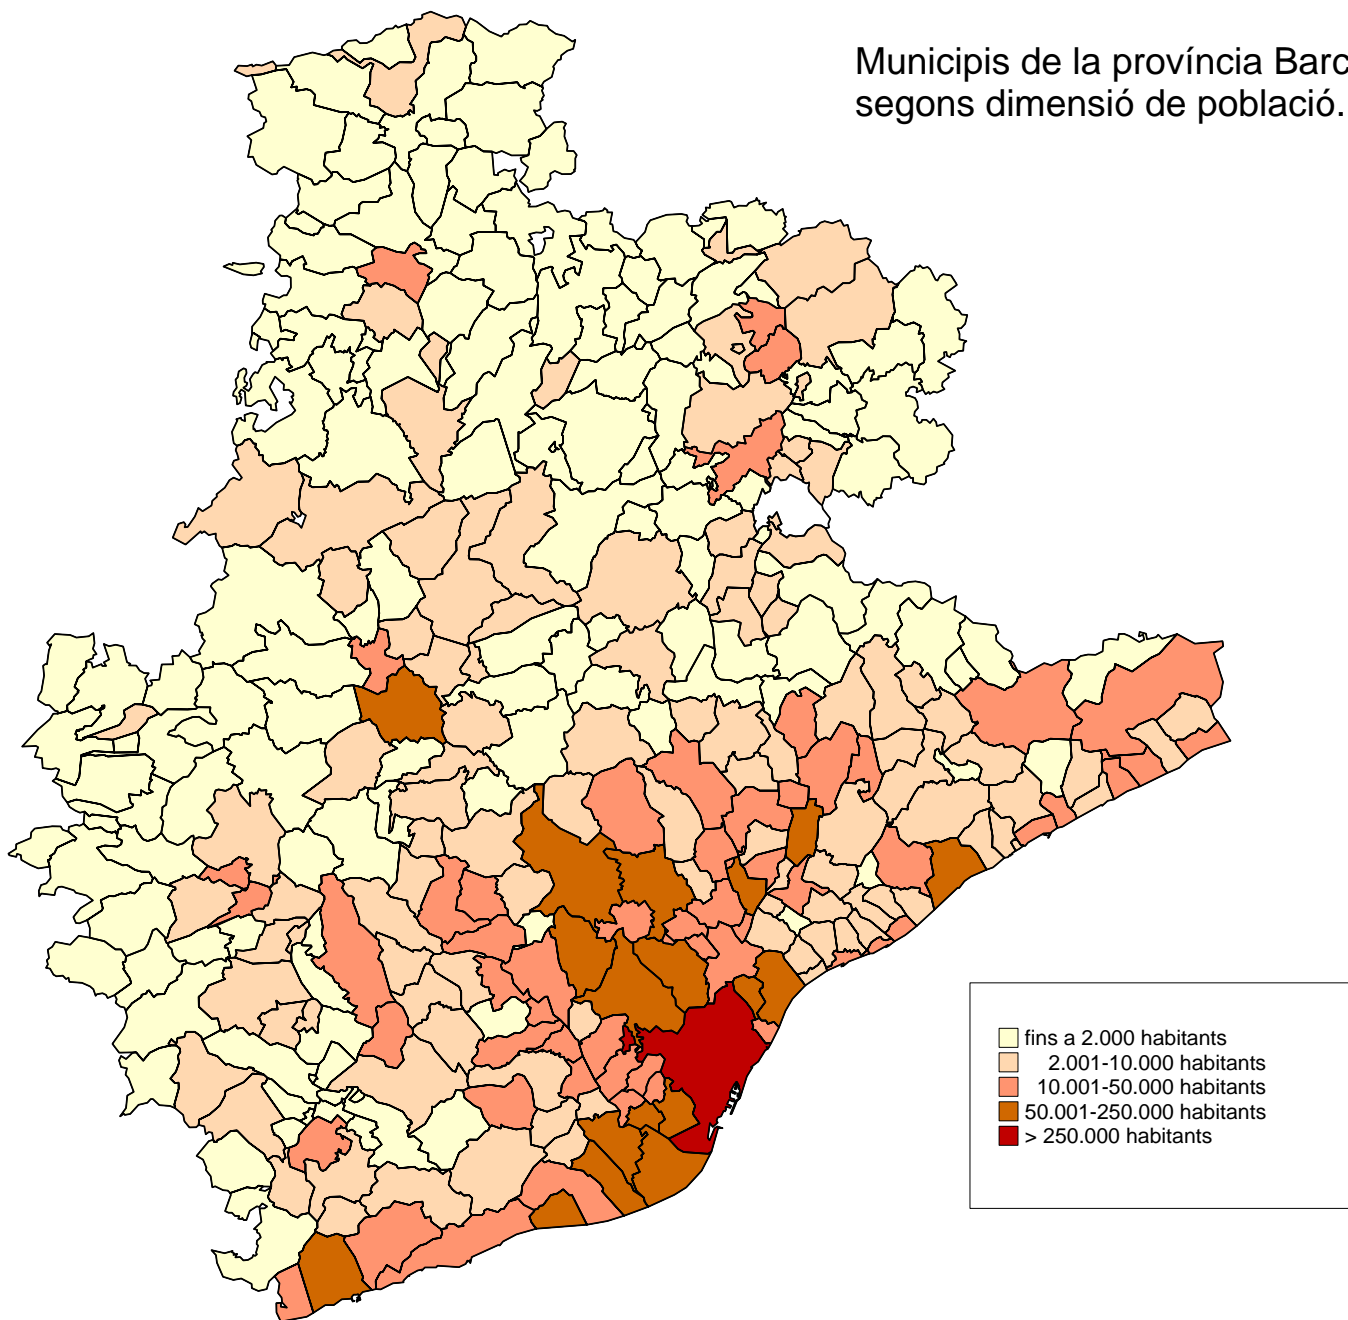 Municipis de la província Barc
segons dimensió de població.
fins a 2.000 habitants
2.001-10.000 habitants
10.001-50.000 habitants
50.001-250.000 habitants
> 250.000 habitants